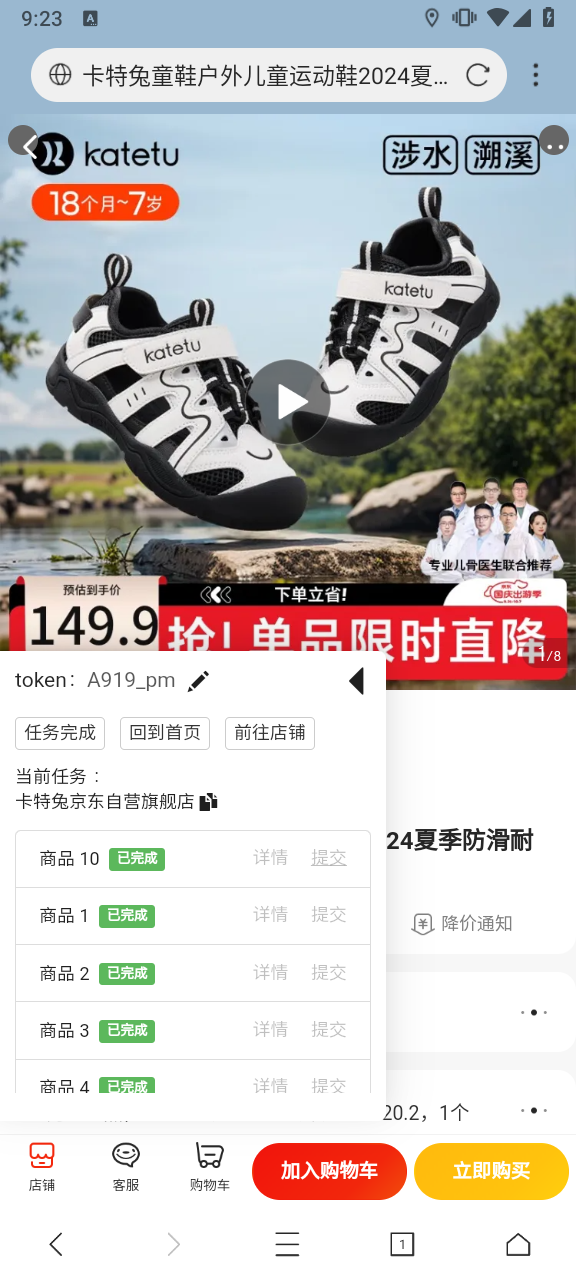 9:23
A
卡特兔童鞋户外儿童运动鞋2024夏...
katetu
涉水 溯溪
18个月~7岁
katetu
katetu
专业儿骨医生联合推荐
预估到手价
下单立省!
京东
国庆出游季
149.9
抢! 单品限时直降
1/8
token: A919_pm
任务完成 回到首页 前往店铺
当前任务：
卡特兔京东自营旗舰店
24夏季防滑耐
商品 10 已完成 详情 提交
商品 1 已完成 详情 提交
降价通知
商品 2 已完成 详情 提交
商品 3 已完成 详情 提交
商品 4 已完成 详情 提交
20.2，1个
店铺 客服 购物车 加入购物车 立即购买
1